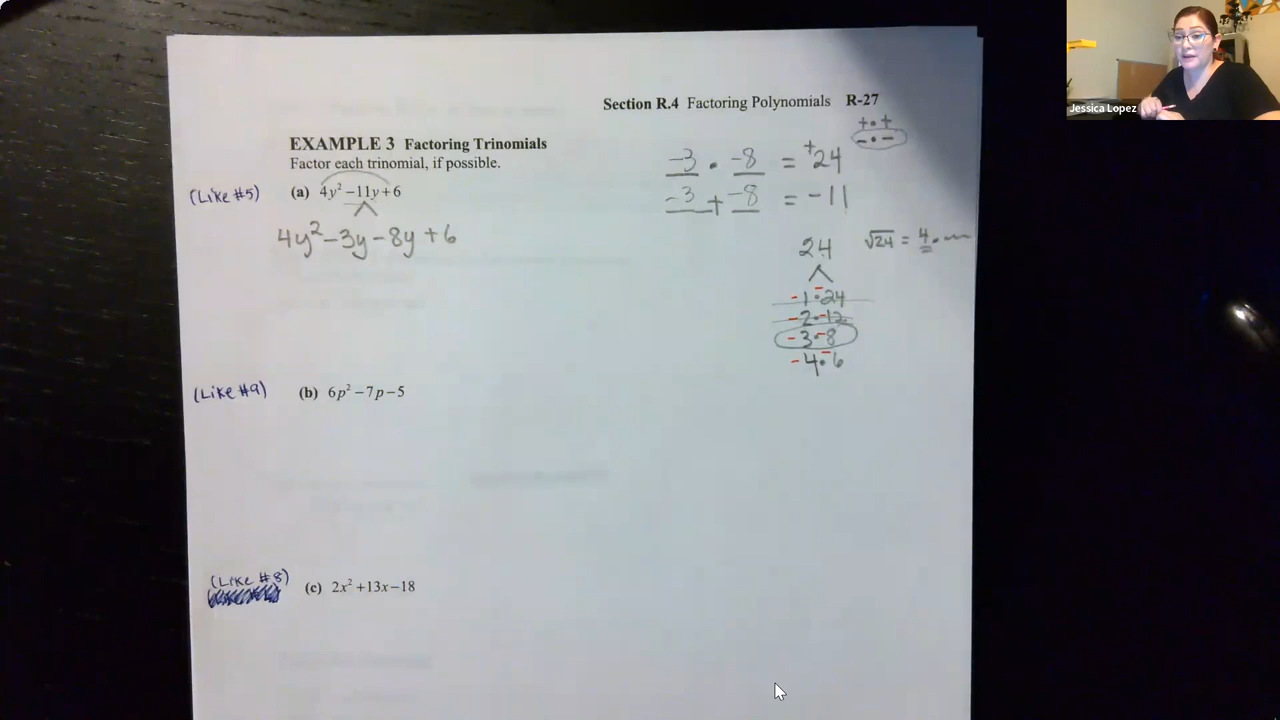 Jessica Lopez
Section R.4 Factoring Polynomials R-27
+·+
-·-
EXAMPLE 3 Factoring Trinomials
Factor each trinomial, if possible.
-3 · -8 = +24
(Like #5) (a) 4y² −11y+6
-3 + -8 = -11
4y² -3y -8y +6
24 √24 = 4.
-1·-24
-2·-12
-3·-8
-4·-6
(Like #9) (b) 6p² −7p−5
(Like #8) (c) 2x² +13x−18